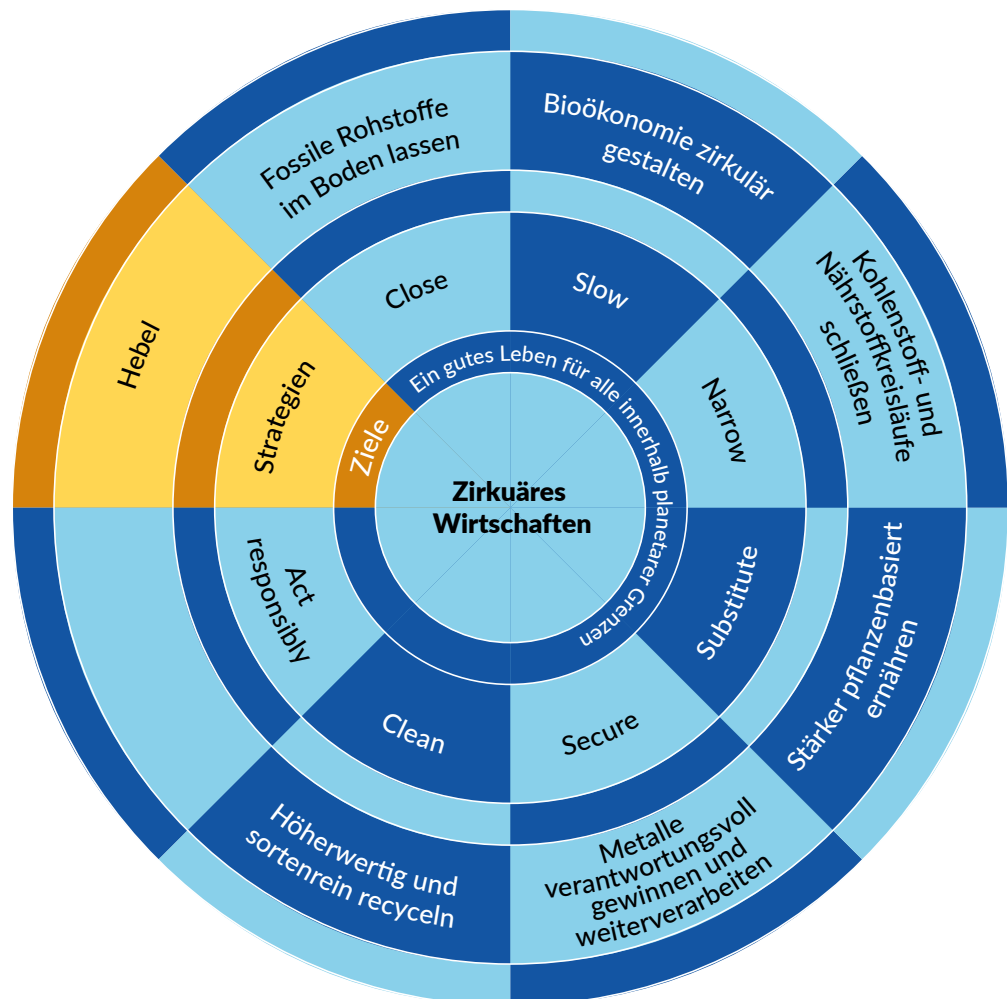 Zirkuäres
Wirtschaften
Ziele
Ein gutes Leben für alle innerhalb planetarer Grenzen
Strategien
Close
Slow
Narrow
Substitute
Secure
Clean
Act
responsibly
Hebel
Fossile Rohstoffe
im Boden lassen
Bioökonomie zirkulär
gestalten
Kohlenstoff- und
Nährstoffkreisläufe
schließen
Stärker pflanzenbasiert
ernähren
Metalle
verantwortungsvoll
gewinnen und
weiterverarbeiten
Höherwertig und
sortenrein recyceln